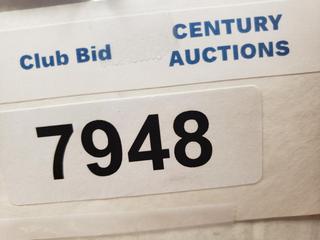 Club Bid
CENTURY
AUCTIONS
7948